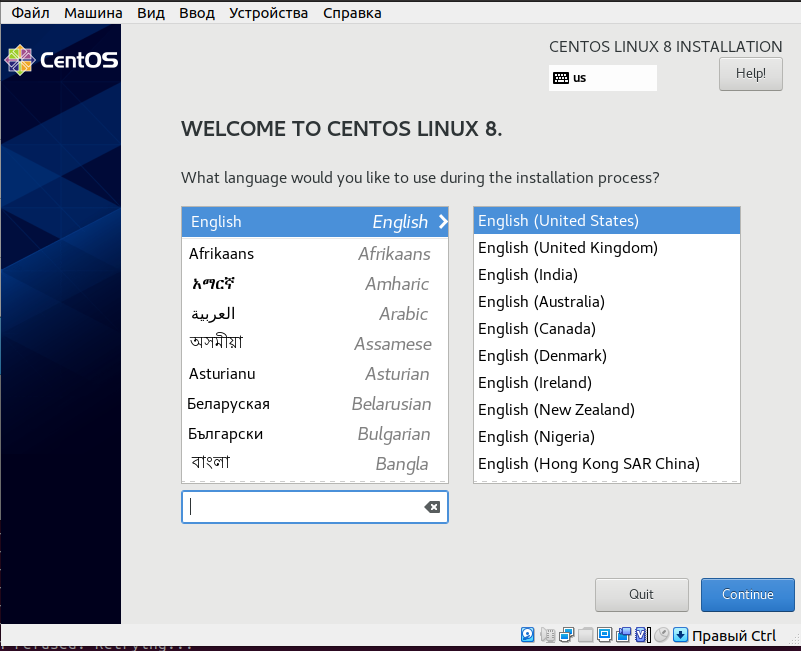 Файл Машина Вид Ввод Устройства Справка
CentOS
CENTOS LINUX 8 INSTALLATION
us
Help!
WELCOME TO CENTOS LINUX 8.
What language would you like to use during the installation process?
English English
Afrikaans Afrikaans
አማርኛ Amharic
العربية Arabic
অসমীয়া Assamese
Asturianu Asturian
Беларуская Belarusian
Български Bulgarian
বাংলা Bangla
English (United States)
English (United Kingdom)
English (India)
English (Australia)
English (Canada)
English (Denmark)
English (Ireland)
English (New Zealand)
English (Nigeria)
English (Hong Kong SAR China)
Quit
Continue
Правый Ctrl